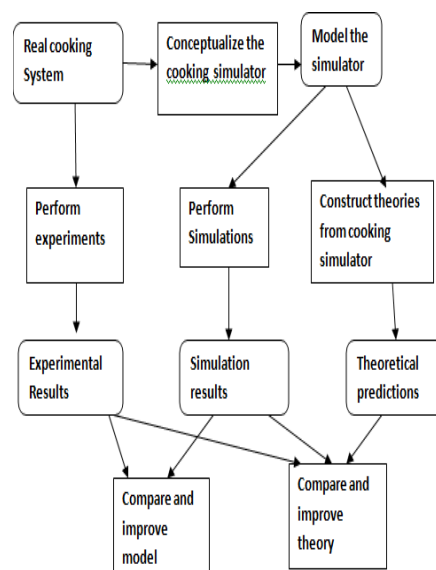 Real cooking
System
Conceptualize the
cooking simulator
Model the
simulator
Perform
experiments
Perform
Simulations
Construct theories
from cooking
simulator
Experimental
Results
Simulation
results
Theoretical
predictions
Compare and
improve
model
Compare and
improve
theory